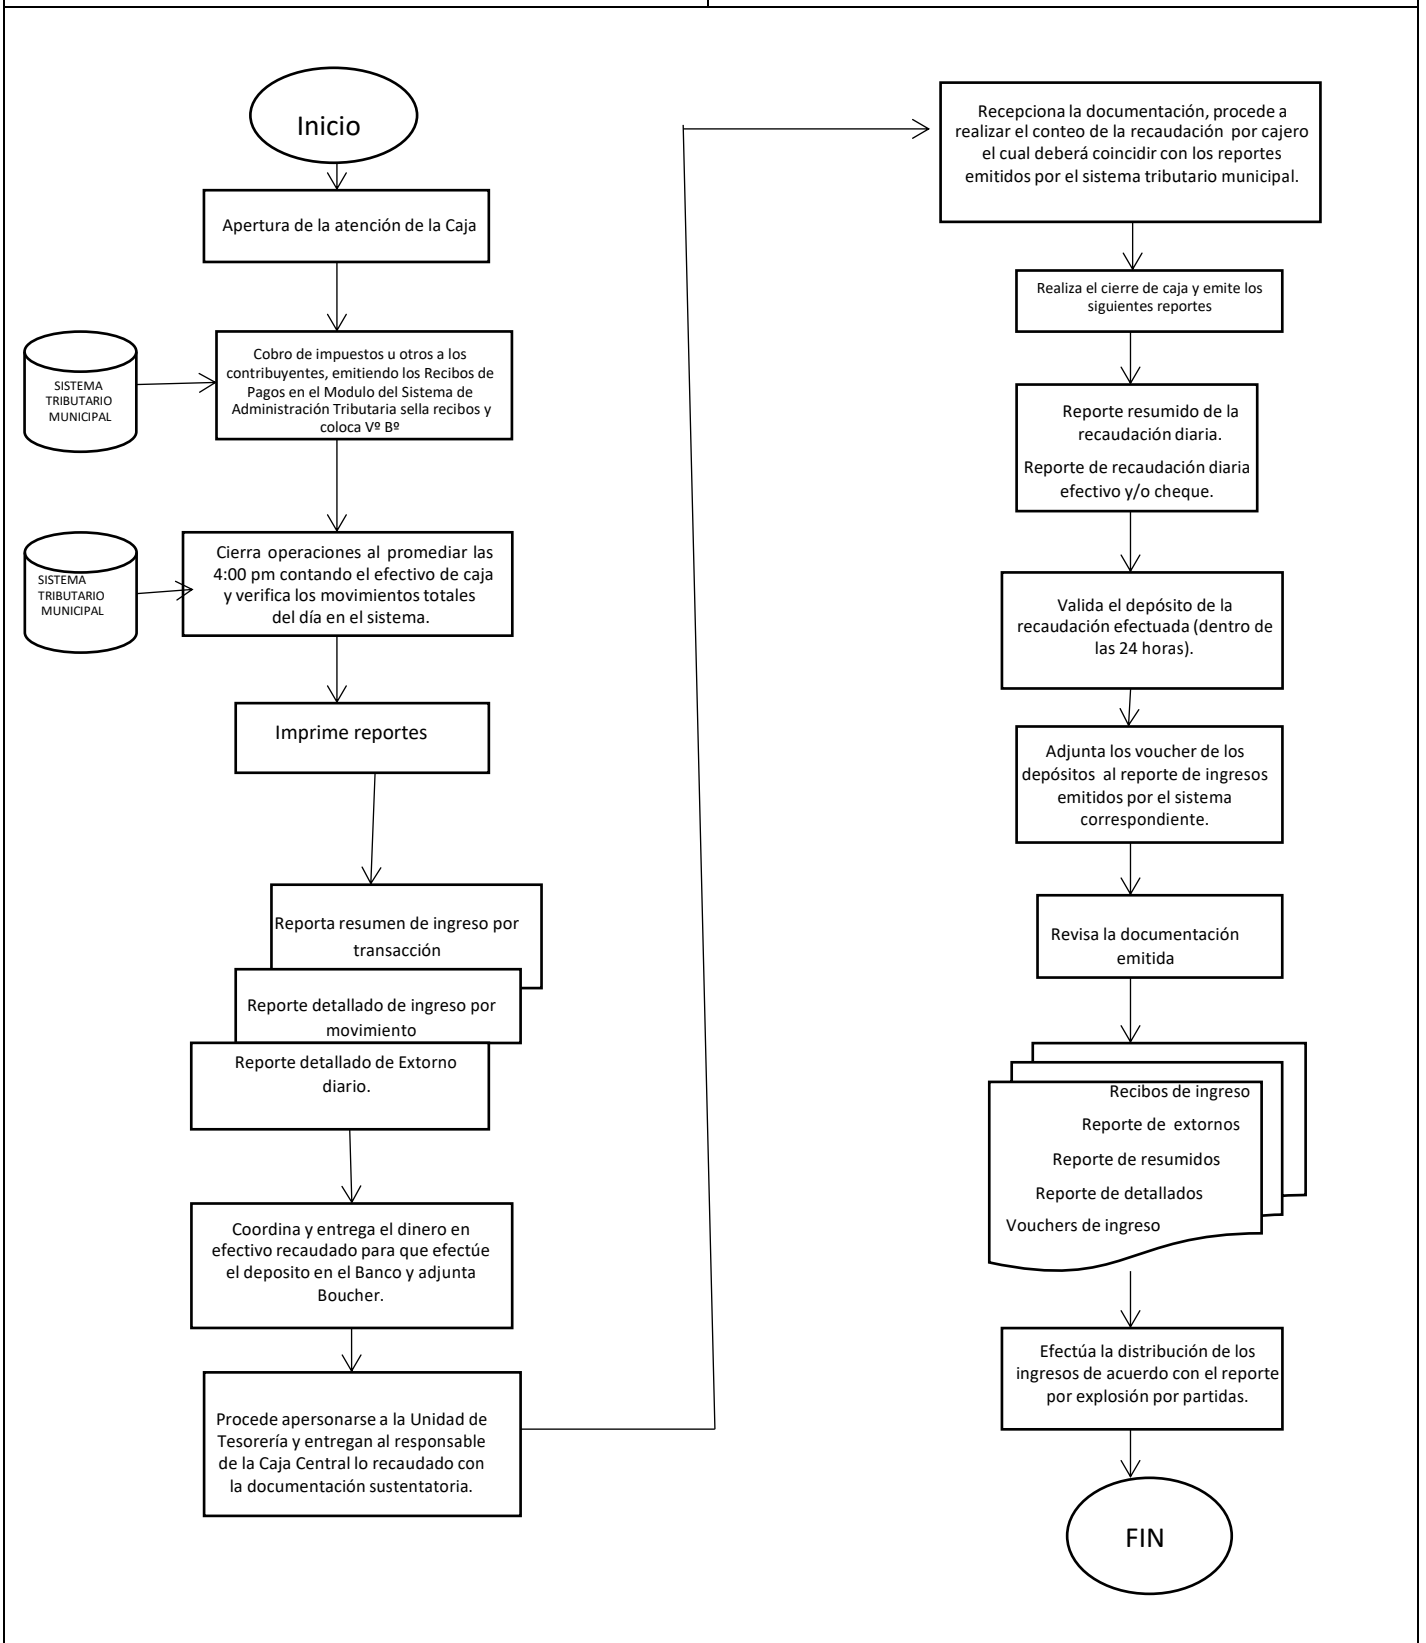 Inicio
Apertura de la atención de la Caja
SISTEMA
TRIBUTARIO
MUNICIPAL
Cobro de impuestos u otros a los
contribuyentes, emitiendo los Recibos de
Pagos en el Modulo del Sistema de
Administración Tributaria sella recibos y
coloca Vº Bº
SISTEMA
TRIBUTARIO
MUNICIPAL
Cierra operaciones al promediar las
4:00 pm contando el efectivo de caja
y verifica los movimientos totales
del día en el sistema.
Imprime reportes
Reporta resumen de ingreso por
transacción
Reporte detallado de ingreso por
movimiento
Reporte detallado de Extorno
diario.
Coordina y entrega el dinero en
efectivo recaudado para que efectúe
el deposito en el Banco y adjunta
Boucher.
Procede apersonarse a la Unidad de
Tesorería y entregan al responsable
de la Caja Central lo recaudado con
la documentación sustentatoria.
Recepciona la documentación, procede a
realizar el conteo de la recaudación por cajero
el cual deberá coincidir con los reportes
emitidos por el sistema tributario municipal.
Realiza el cierre de caja y emite los
siguientes reportes
Reporte resumido de la
recaudación diaria.
Reporte de recaudación diaria
efectivo y/o cheque.
Valida el depósito de la
recaudación efectuada (dentro de
las 24 horas).
Adjunta los voucher de los
depósitos al reporte de ingresos
emitidos por el sistema
correspondiente.
Revisa la documentación
emitida
Recibos de ingreso
Reporte de extornos
Reporte de resumidos
Reporte de detallados
Vouchers de ingreso
Efectúa la distribución de los
ingresos de acuerdo con el reporte
por explosión por partidas.
FIN